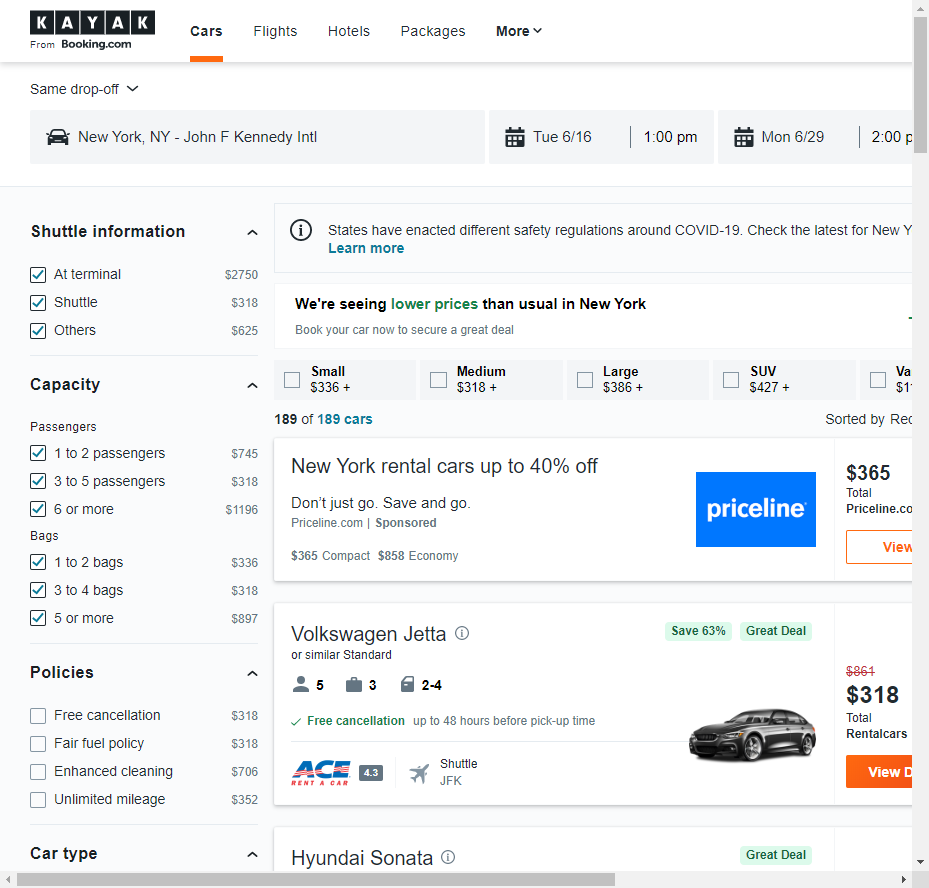 KAYAK
From Booking.com
Cars
Flights
Hotels
Packages
More
Same drop-off
New York, NY - John F Kennedy Intl
Tue 6/16
1:00 pm
Mon 6/29
2:00 p
Shuttle information
At terminal $2750
Shuttle $318
Others $625
Capacity
Passengers
1 to 2 passengers $745
3 to 5 passengers $318
6 or more $1196
Bags
1 to 2 bags $336
3 to 4 bags $318
5 or more $897
Policies
Free cancellation $318
Fair fuel policy $318
Enhanced cleaning $706
Unlimited mileage $352
Car type
States have enacted different safety regulations around COVID-19. Check the latest for New Y
Learn more
We're seeing lower prices than usual in New York
Book your car now to secure a great deal
Small
$336 +
Medium
$318 +
Large
$386 +
SUV
$427 +
Va
189 of 189 cars
Sorted by Rec
New York rental cars up to 40% off
Don't just go. Save and go.
Priceline.com | Sponsored
$365 Compact $858 Economy
priceline
$365
Total
Priceline.co
View
Volkswagen Jetta
or similar Standard
5
3
2-4
Free cancellation up to 48 hours before pick-up time
ACE
RENT A CAR
4.3
Shuttle
JFK
Save 63%
Great Deal
$861
$318
Total
Rentalcars
View D
Hyundai Sonata
Great Deal